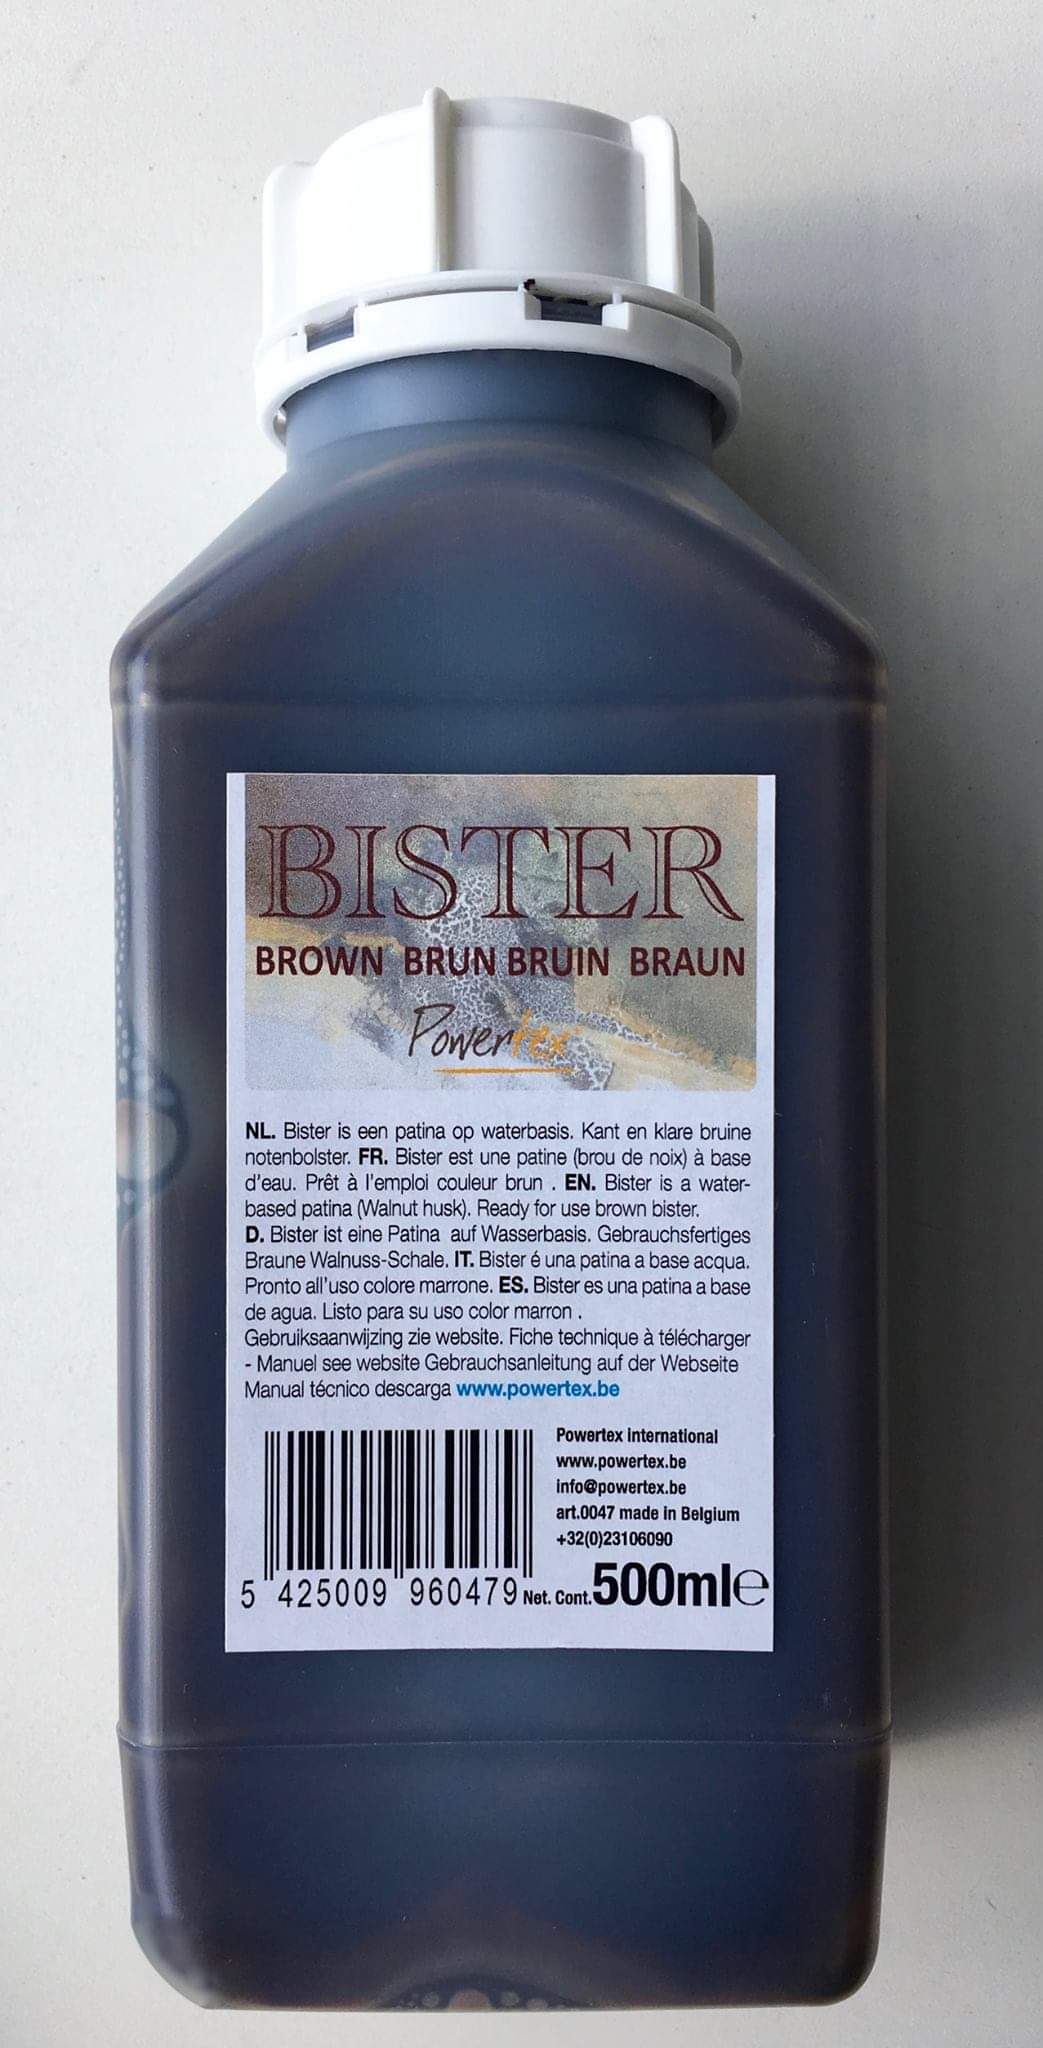 BISTER
BROWN BRUN BRUIN BRAUN
Powertex
NL. Bister is een patina op waterbasis. Kant en klare bruine
notenbolster. FR. Bister est une patine (brou de noix) à base
d'eau. Prêt à l'emploi couleur brun . EN. Bister is a water-
based patina (Walnut husk). Ready for use brown bister.
D. Bister ist eine Patina auf Wasserbasis. Gebrauchsfertiges
Braune Walnuss-Schale. IT. Bister é una patina a base acqua.
Pronto all'uso colore marrone. ES. Bister es una patina a base
de agua. Listo para su uso color marron .
Gebruiksaanwijzing zie website. Fiche technique à télécharger
- Manuel see website Gebrauchsanleitung auf der Webseite
Manual técnico descarga www.powertex.be
Powertex international
www.powertex.be
info@powertex.be
art.0047 made in Belgium
+32(0)23106090
5 425009 960479 Net. Cont. 500ml℮